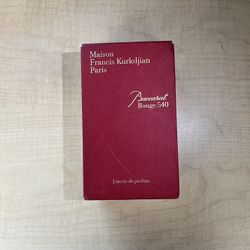 Maison
Francis Kurkdjian
Paris
Baccarat
Rouge 540
Extrait de parfum